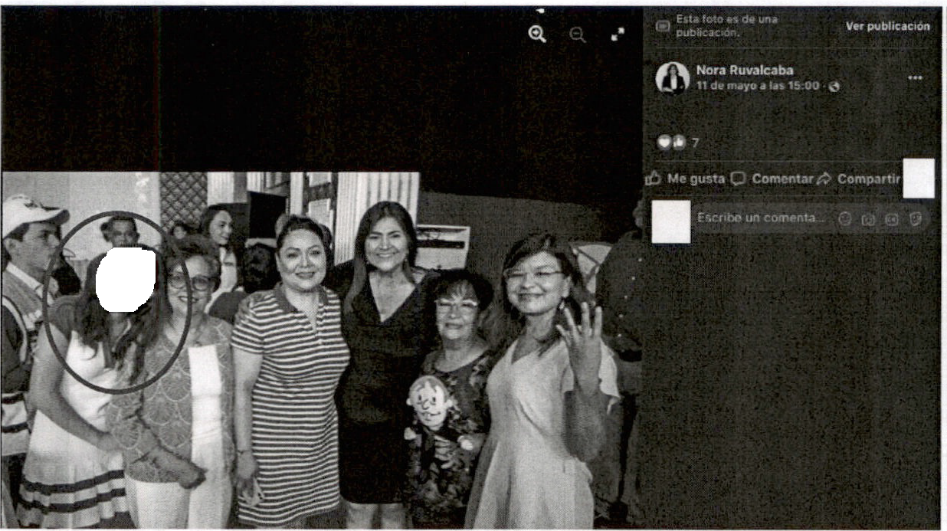 Esta foto es de una
publicación.
Ver publicación
Nora Ruvalcaba
11 de mayo a las 15:00
7
Me gusta Comentar Compartir
Escribe un comenta...